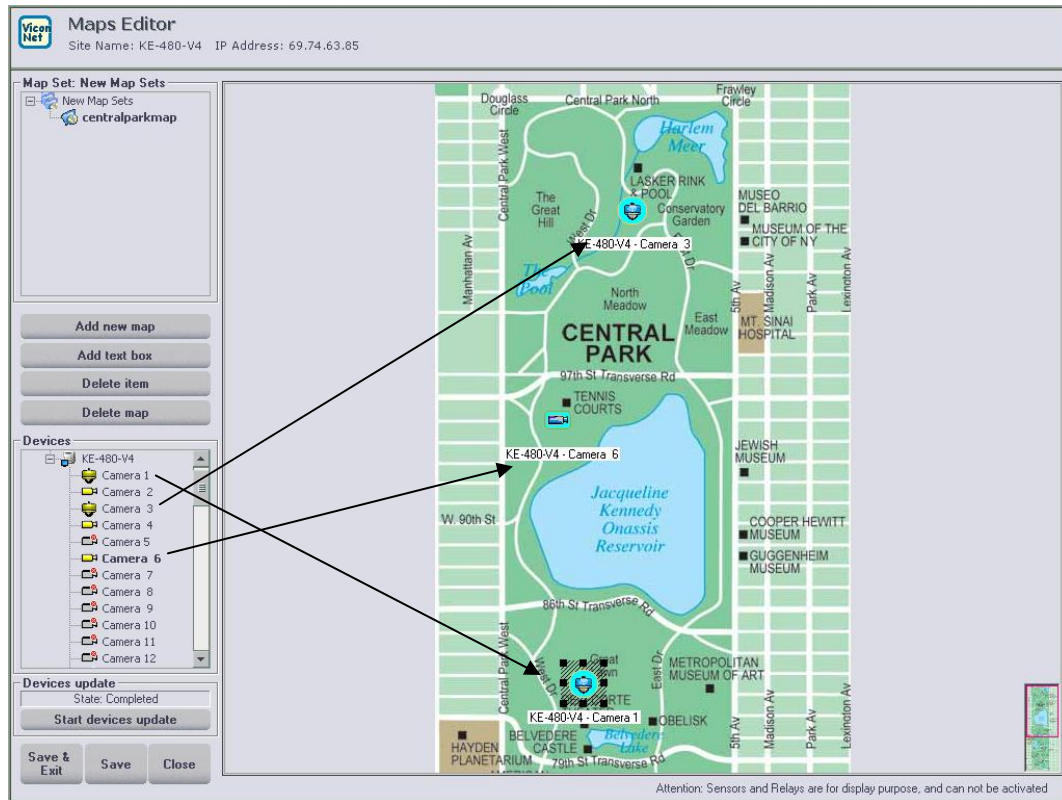 Vicon
Net
Maps Editor
Site Name: KE-480-V4 IP Address: 69.74.63.85
Map Set: New Map Sets
New Map Sets
centralparkmap
Add new map
Add text box
Delete item
Delete map
Devices
KE-480-V4
Camera 1
Camera 2
Camera 3
Camera 4
Camera 5
Camera 6
Camera 7
Camera 8
Camera 9
Camera 10
Camera 11
Camera 12
Devices update
State: Completed
Start devices update
Save &
Exit
Save
Close
Douglass
Circle
Central Park North
Frawley
Circle
Harlem
Meer
Central Park West
LASKER RINK
& POOL
The
Great
Hill
Conservatory
Garden
MUSEO
DEL BARRIO
MUSEUM OF THE
CITY OF NY
West Dr
KE-480-V4 - Camera 3
Dr
Manhattan Av
The
Pool
5th Av
Madison Av
Park Av
Lexington Av
North
Meadow
East
Meadow
MT. SINAI
HOSPITAL
CENTRAL
PARK
97th St Transverse Rd
TENNIS
COURTS
KE-480-V4 - Camera 6
JEWISH
MUSEUM
Jacqueline
Kennedy
Onassis
Reservoir
W. 90th St
COOPER HEWITT
MUSEUM
GUGGENHEIM
MUSEUM
86th St Transverse Rd
Central Park West
West Dr
Great
East Dr
METROPOLITAN
MUSEUM OF ART
KE-480-V4 - Camera 1
OBELISK
5th Av
Madison Av
Park Av
Lexington Av
HAYDEN
PLANETARIUM
BELVEDERE
CASTLE
Belvedere
Lake
79th St Transverse Rd
Attention: Sensors and Relays are for display purpose, and can not be activated